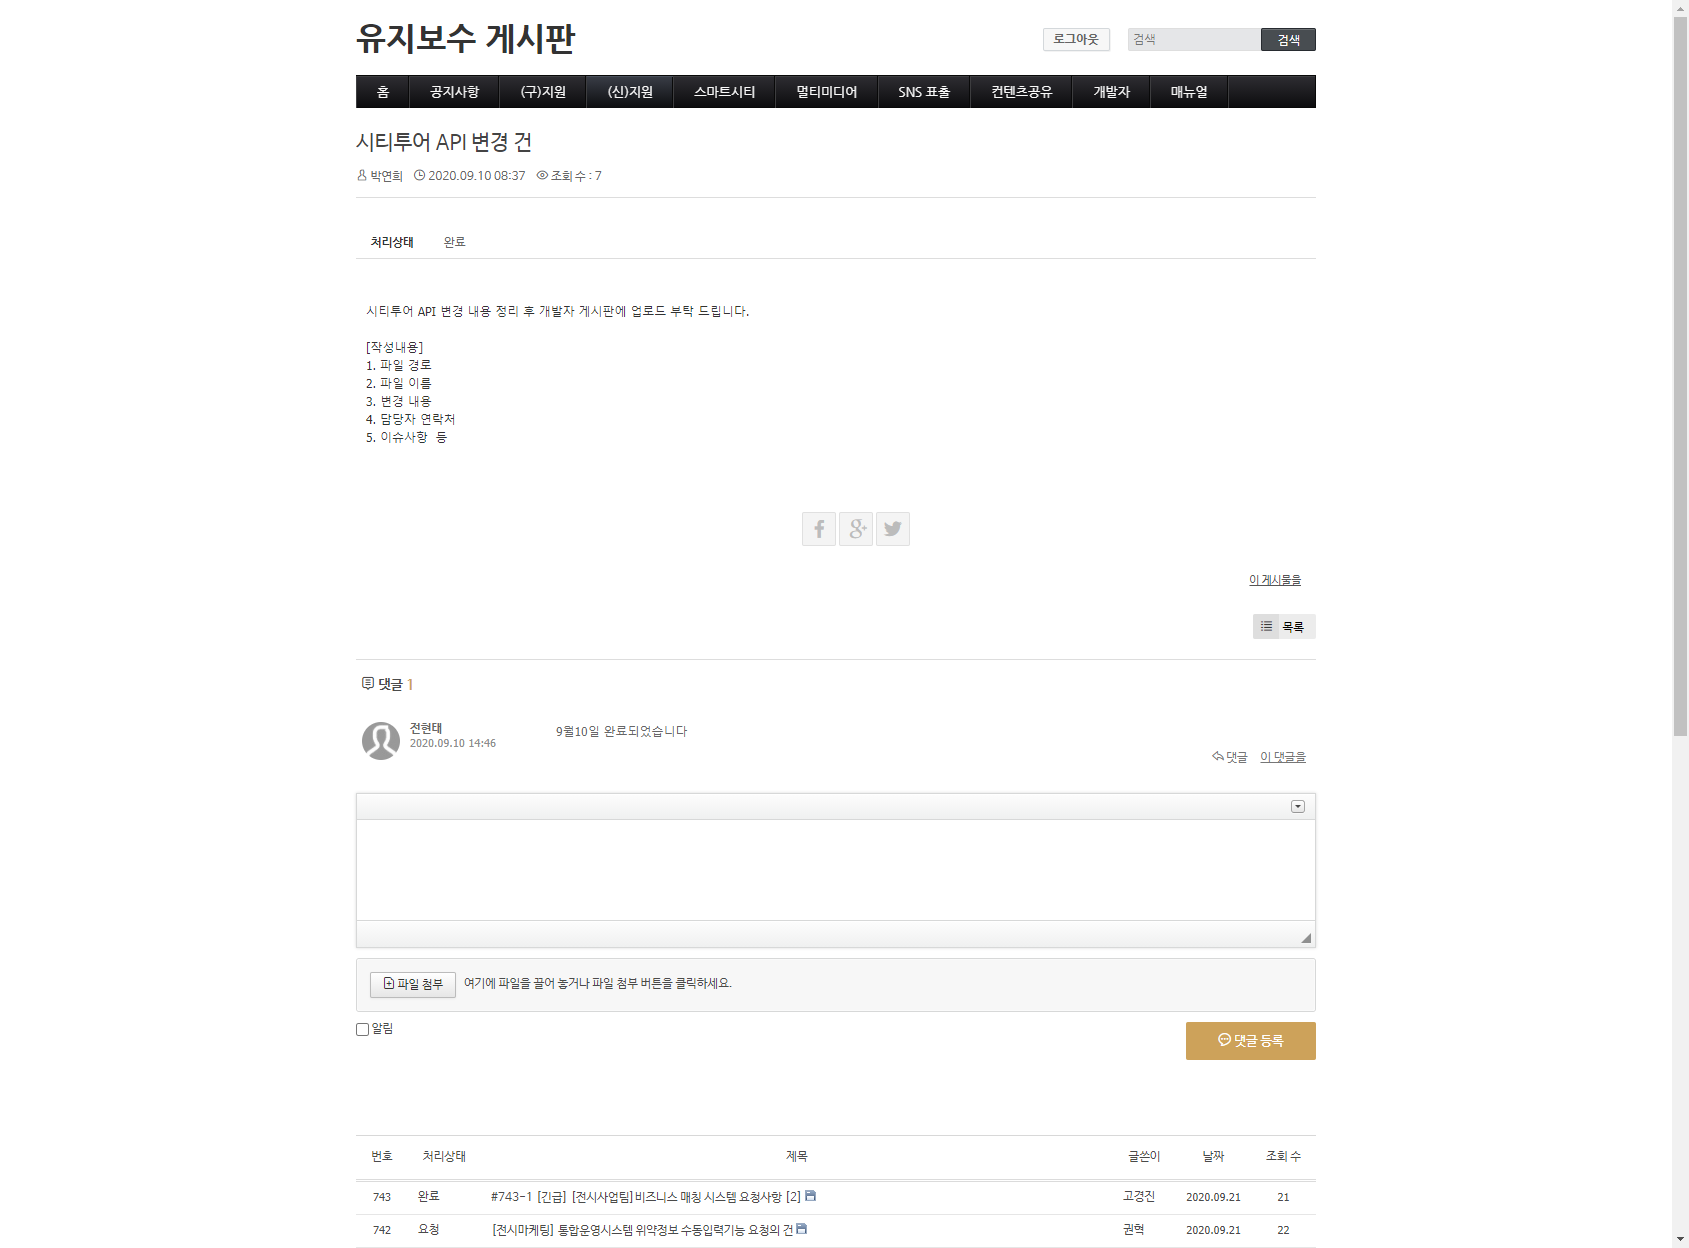 유지보수 게시판
로그아웃 검색 검색
홈 공지사항 (구)지원 (신)지원 스마트시티 멀티미디어 SNS 표출 컨텐츠공유 개발자 매뉴얼
시티투어 API 변경 건
박연희 2020.09.10 08:37 조회 수 : 7
처리상태 완료
시티투어 API 변경 내용 정리 후 개발자 게시판에 업로드 부탁 드립니다.
[작성내용]
1. 파일 경로
2. 파일 이름
3. 변경 내용
4. 담당자 연락처
5. 이슈사항 등
이 게시물을
목록
댓글 1
전현태 9월10일 완료되었습니다
2020.09.10 14:46
댓글 이 댓글을
파일 첨부 여기에 파일을 끌어 놓거나 파일 첨부 버튼을 클릭하세요.
알림 댓글 등록
번호 처리상태 제목 글쓴이 날짜 조회 수
743 완료 #743-1 [긴급] [전시사업팀]비즈니스 매칭 시스템 요청사항 [2] 고경진 2020.09.21 21
742 요청 [전시마케팅] 통합운영시스템 위약정보 수동입력기능 요청의 건 권혁 2020.09.21 22